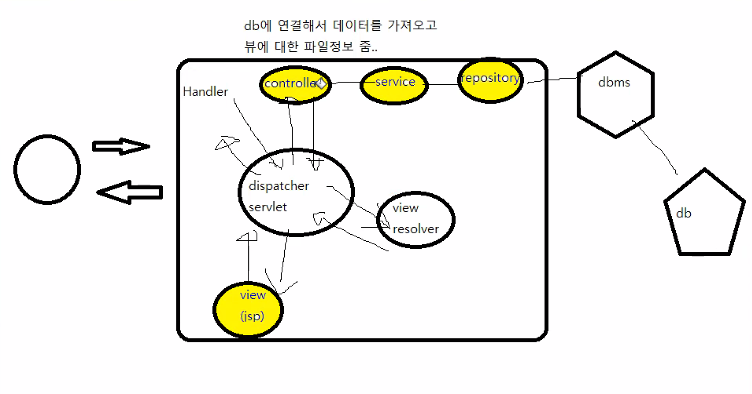 db에 연결해서 데이터를 가져오고
뷰에 대한 파일정보 줌..
Handler
controller
service
repository
dbms
dispatcher
servlet
view
resolver
db
view
(jsp)